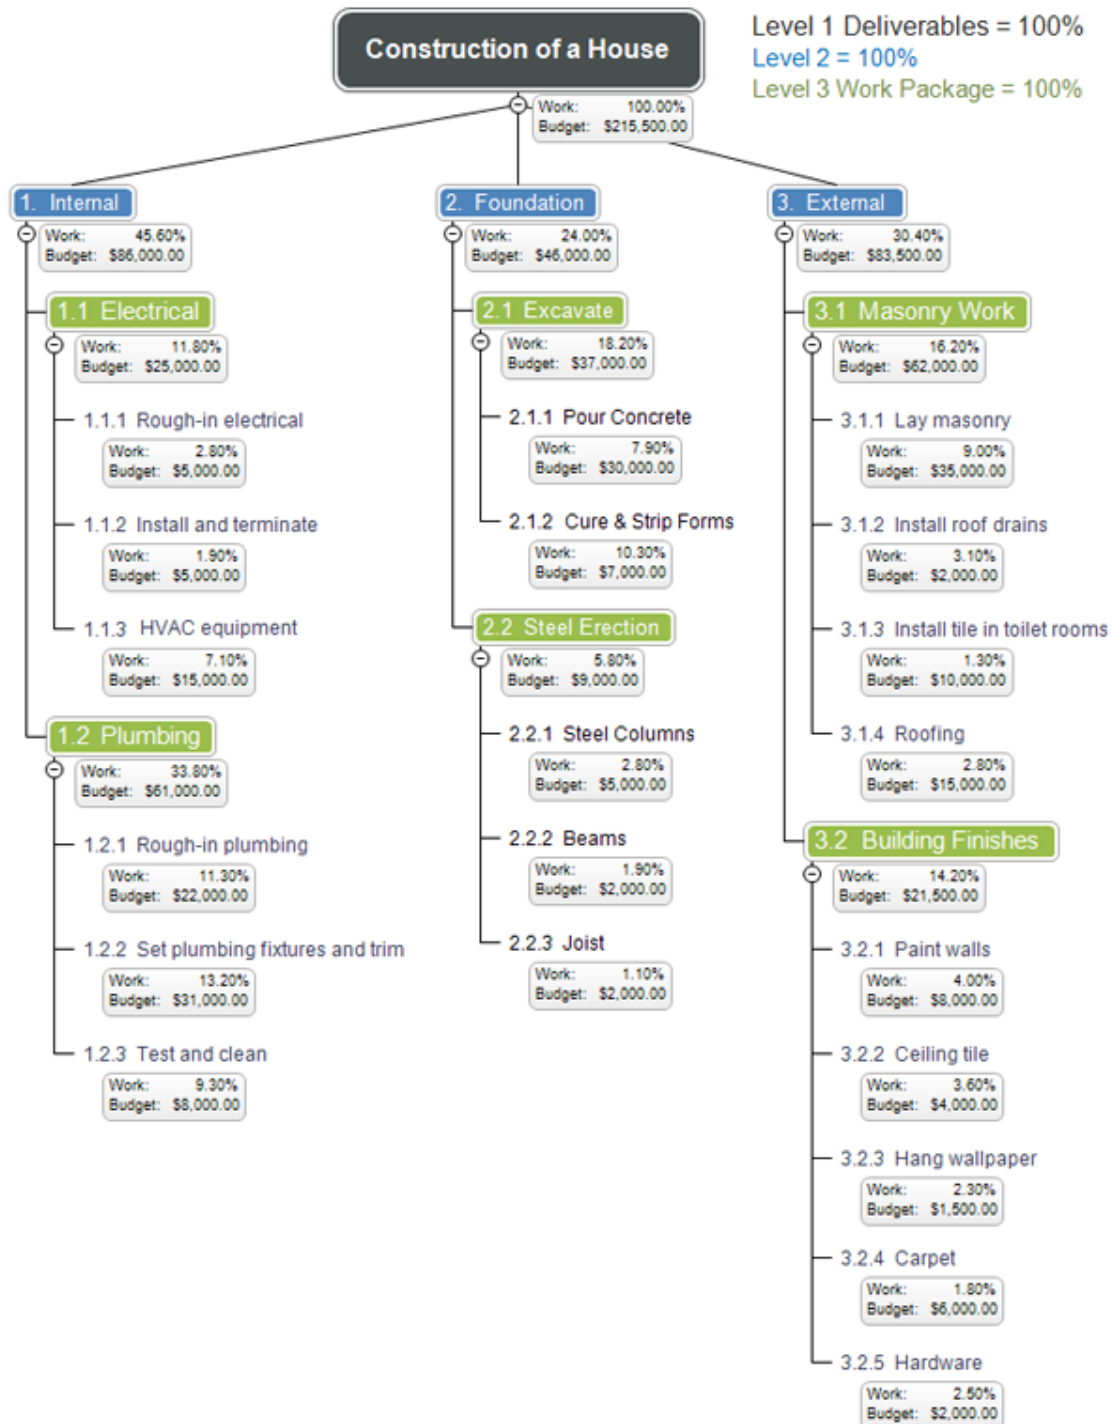 Construction of a House
Level 1 Deliverables = 100%
Level 2 = 100%
Level 3 Work Package = 100%
Work: 100.00%
Budget: $215,500.00
1. Internal
Work: 45.60%
Budget: $86,000.00
1.1 Electrical
Work: 11.80%
Budget: $25,000.00
1.1.1 Rough-in electrical
Work: 2.80%
Budget: $5,000.00
1.1.2 Install and terminate
Work: 1.90%
Budget: $5,000.00
1.1.3 HVAC equipment
Work: 7.10%
Budget: $15,000.00
1.2 Plumbing
Work: 33.80%
Budget: $61,000.00
1.2.1 Rough-in plumbing
Work: 11.30%
Budget: $22,000.00
1.2.2 Set plumbing fixtures and trim
Work: 13.20%
Budget: $31,000.00
1.2.3 Test and clean
Work: 9.30%
Budget: $8,000.00
2. Foundation
Work: 24.00%
Budget: $46,000.00
2.1 Excavate
Work: 18.20%
Budget: $37,000.00
2.1.1 Pour Concrete
Work: 7.90%
Budget: $30,000.00
2.1.2 Cure & Strip Forms
Work: 10.30%
Budget: $7,000.00
2.2 Steel Erection
Work: 5.80%
Budget: $9,000.00
2.2.1 Steel Columns
Work: 2.80%
Budget: $5,000.00
2.2.2 Beams
Work: 1.90%
Budget: $2,000.00
2.2.3 Joist
Work: 1.10%
Budget: $2,000.00
3. External
Work: 30.40%
Budget: $83,500.00
3.1 Masonry Work
Work: 16.20%
Budget: $62,000.00
3.1.1 Lay masonry
Work: 9.00%
Budget: $35,000.00
3.1.2 Install roof drains
Work: 3.10%
Budget: $2,000.00
3.1.3 Install tile in toilet rooms
Work: 1.30%
Budget: $10,000.00
3.1.4 Roofing
Work: 2.80%
Budget: $15,000.00
3.2 Building Finishes
Work: 14.20%
Budget: $21,500.00
3.2.1 Paint walls
Work: 4.00%
Budget: $8,000.00
3.2.2 Ceiling tile
Work: 3.60%
Budget: $4,000.00
3.2.3 Hang wallpaper
Work: 2.30%
Budget: $1,500.00
3.2.4 Carpet
Work: 1.80%
Budget: $6,000.00
3.2.5 Hardware
Work: 2.50%
Budget: $2,000.00